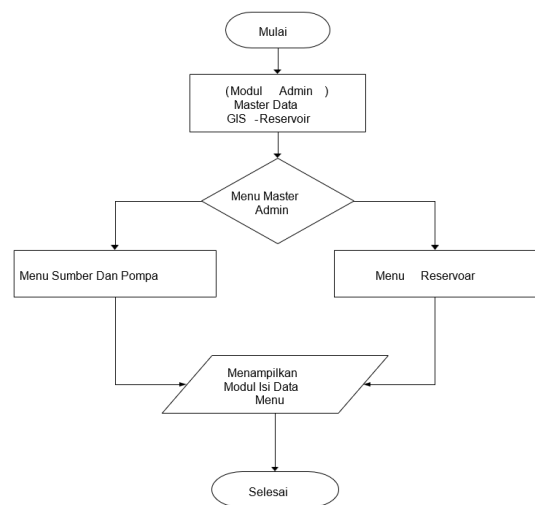 Mulai
(Modul Admin )
Master Data
GIS -Reservoir
Menu Master
Admin
Menu Sumber Dan Pompa
Menu Reservoar
Menampilkan
Modul Isi Data
Menu
Selesai